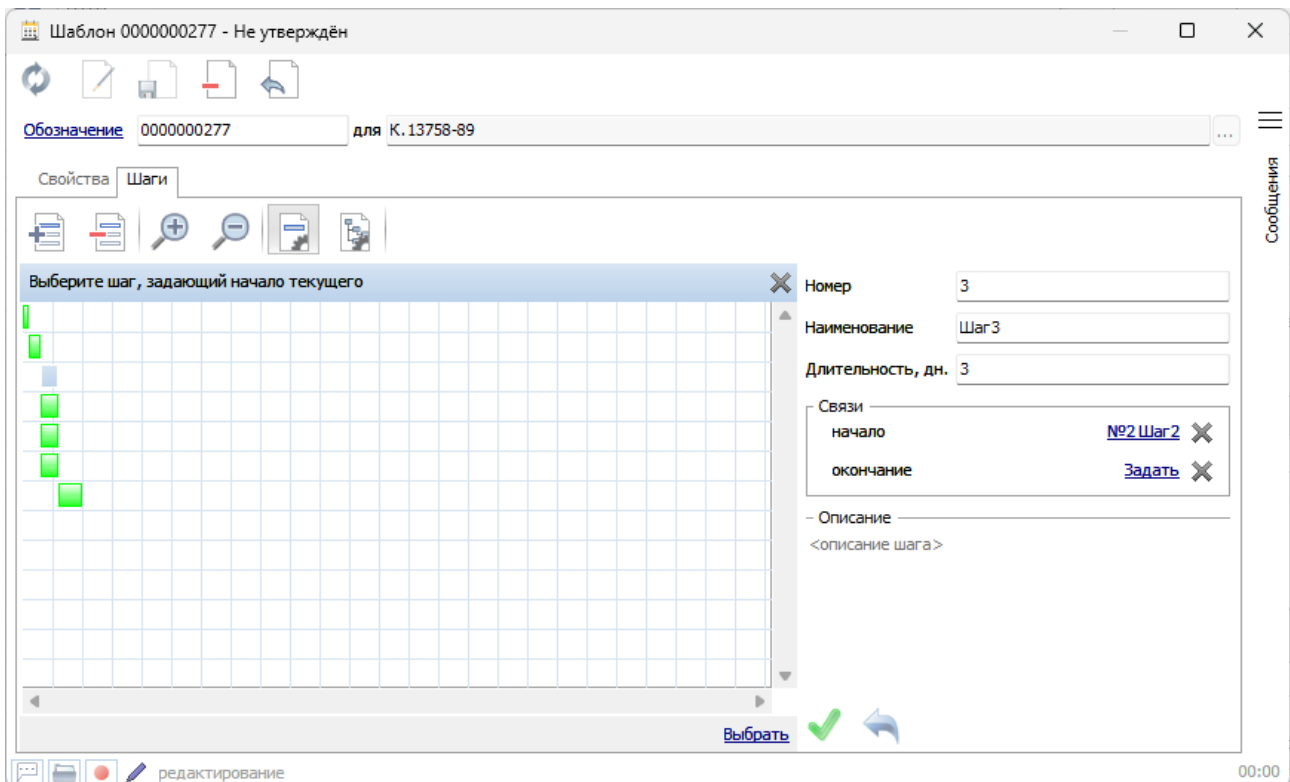 Шаблон 0000000277 - Не утверждён
Обозначение 0000000277 для К.13758-89 ...
Сообщения
Свойства Шаги
Выберите шаг, задающий начало текущего
Номер 3
Наименование Шаг3
Длительность, дн. 3
Связи
начало №2 Шаг2
окончание Задать
Описание
<описание шага>
Выбрать
редактирование 00:00